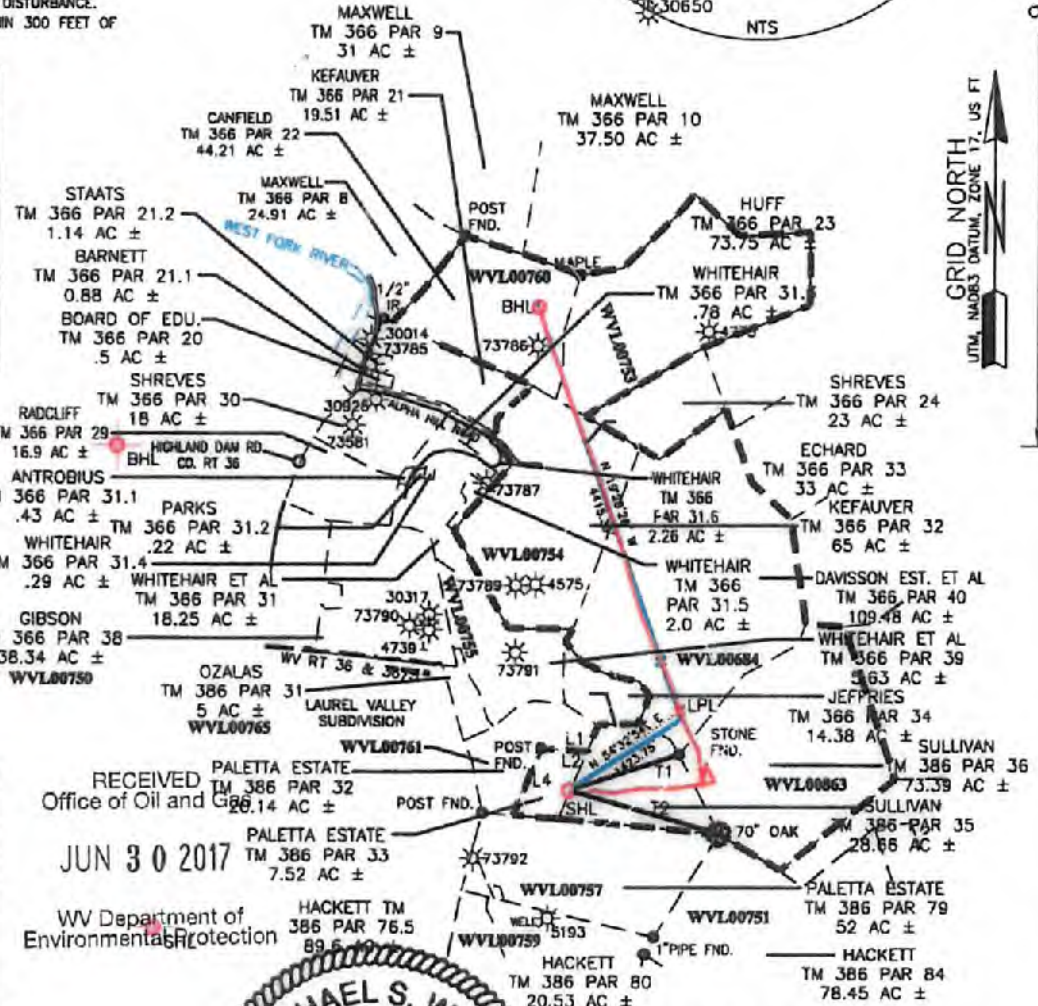 DISTURBANCE.
IN 300 FEET OF
30650
NTS
MAXWELL
TM 366 PAR 9
31 AC ±
KEFAUVER
TM 366 PAR 21
19.51 AC ±
CANFIELD
TM 366 PAR 22
44.21 AC ±
MAXWELL
TM 366 PAR 10
37.50 AC ±
MAXWELL
TM 366 PAR 8
24.91 AC ±
STAATS
TM 366 PAR 21.2
1.14 AC ±
WEST FORK RIVER
POST
FND.
MAPLE
WVL00760
HUFF
TM 366 PAR 23
73.75 AC ±
GRID NORTH
UTM, NAD83 DATUM, ZONE 17, US FT
N
BARNETT
TM 366 PAR 21.1
0.88 AC ±
1/2"
IR
BHL
WHITEHAIR
TM 366 PAR 31.
.78 AC ±
BOARD OF EDU.
TM 366 PAR 20
.5 AC ±
30014
73785
73786
WVL00753
SHREVES
TM 366 PAR 30
18 AC ±
30926
73581
ALPHA HILL ROAD
SHREVES
TM 366 PAR 24
23 AC ±
RADCLIFF
TM 366 PAR 29
16.9 AC ±
BHL
HIGHLAND DAM RD.
CO. RT 36
ECHARD
TM 366 PAR 33
33 AC ±
ANTROBIUS
366 PAR 31.1
.43 AC ±
73787
WHITEHAIR
TM 366
PAR 31.6
2.26 AC ±
KEFAUVER
TM 366 PAR 32
65 AC ±
PARKS
TM 366 PAR 31.2
.22 AC ±
WHITEHAIR
TM 366 PAR 31.4
.29 AC ±
WVL00754
WHITEHAIR
TM 366
PAR 31.5
2.0 AC ±
WHITEHAIR ET AL
TM 366 PAR 31
18.25 AC ±
73789
4575
DAVISSON EST. ET AL
TM 366 PAR 40
109.48 AC ±
30317
73790
4739
WVL00755
GIBSON
366 PAR 38
38.34 AC ±
WVL00750
73791
WHITEHAIR ET AL
TM 366 PAR 39
5.63 AC ±
WVL00684
WV RT 36 &
OZALAS
TM 386 PAR 31
5 AC ±
WVL00765
LAUREL VALLEY
SUBDIVISION
LPL
JEFFRIES
TM 366 PAR 34
14.38 AC ±
WVL00761
POST
FND.
L1
L2
L4
STONE
FND.
T1
SULLIVAN
TM 386 PAR 36
73.39 AC ±
WVL00863
PALETTA ESTATE
TM 386 PAR 32
20.14 AC ±
RECEIVED
Office of Oil and Gas
POST FND.
SHL
T2
70" OAK
SULLIVAN
TM 386 PAR 35
28.66 AC ±
PALETTA ESTATE
TM 386 PAR 33
7.52 AC ±
JUN 30 2017
73792
WVL00757
PALETTA ESTATE
TM 386 PAR 79
52 AC ±
WV Department of
Environmental Protection
SHL
HACKETT TM
386 PAR 76.5
89.6 AC ±
WELL
5193
WVL00759
WVL00751
1"PIPE FND.
HACKETT
TM 386 PAR 80
20.53 AC ±
HACKETT
TM 386 PAR 84
78.45 AC ±